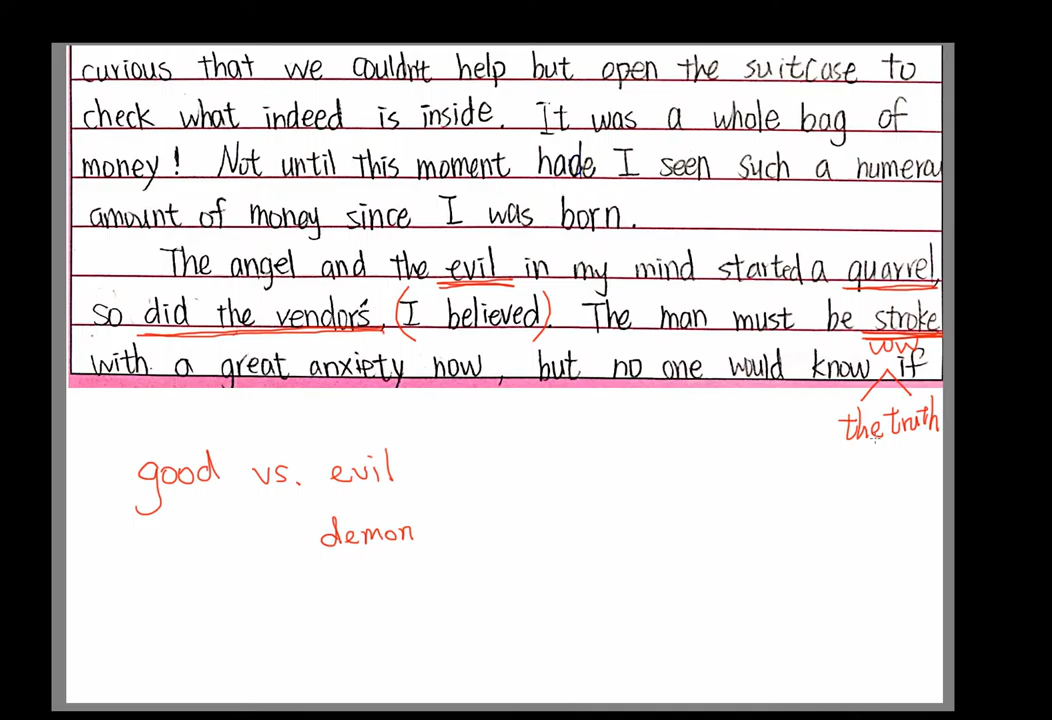 curious that we couldn't help but open the suitcase to
check what indeed is inside. It was a whole bag of
money! Not until this moment hade I seen such a numera
amount of money since I was born.
The angel and the evil in my mind started a quarrel,
so did the vendor's, (I believed). The man must be stroke
with a great anxiety now, but no one would know if
the truth
good vs. evil
demon